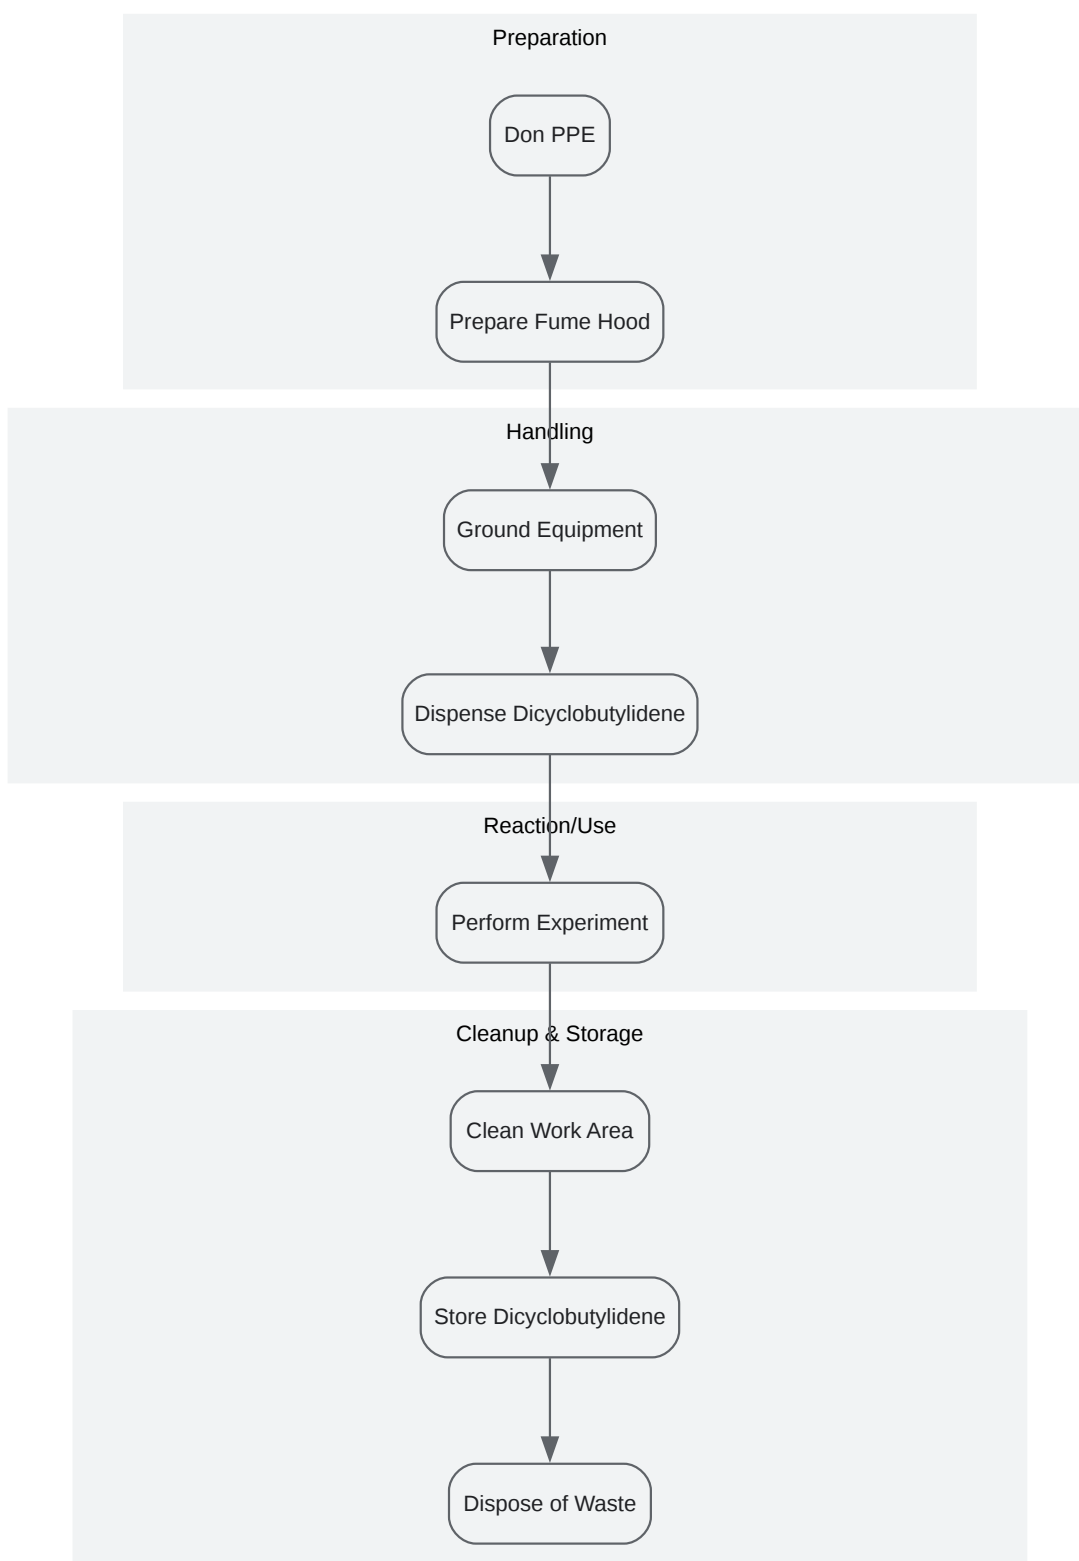 Preparation
Don PPE
Prepare Fume Hood
Handling
Ground Equipment
Dispense Dicyclobutylidene
Reaction/Use
Perform Experiment
Cleanup & Storage
Clean Work Area
Store Dicyclobutylidene
Dispose of Waste